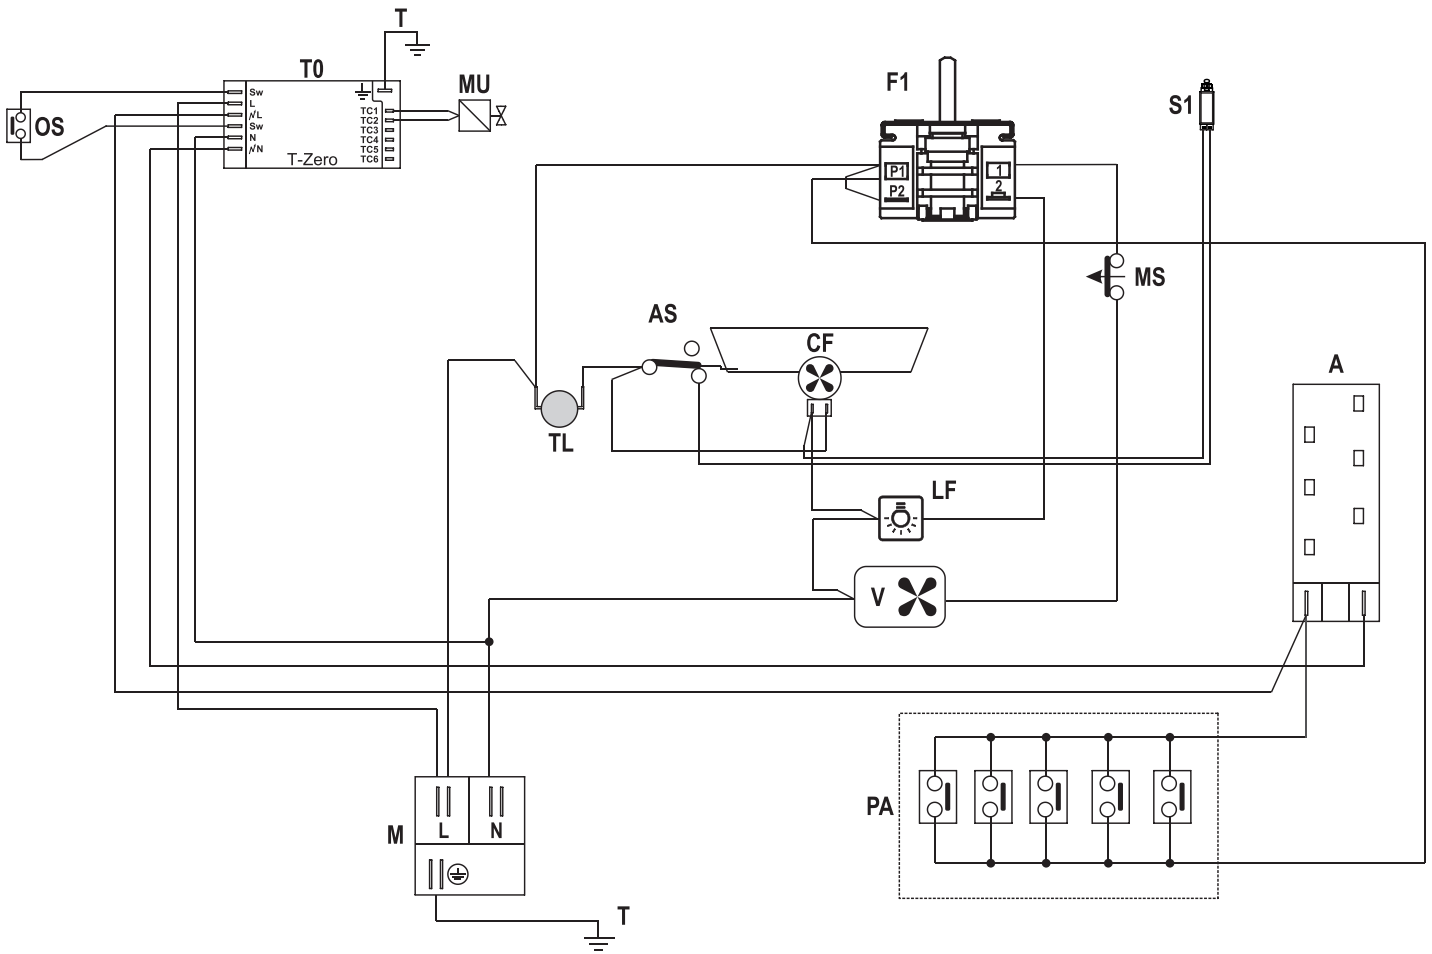 T
T0
MU
F1
S1
OS
Sw
L
L
Sw
N
N
TC1
TC2
TC3
TC4
TC5
TC6
T-Zero
P1
P2
1
2
MS
AS
CF
A
TL
LF
V
PA
M
L
N
T